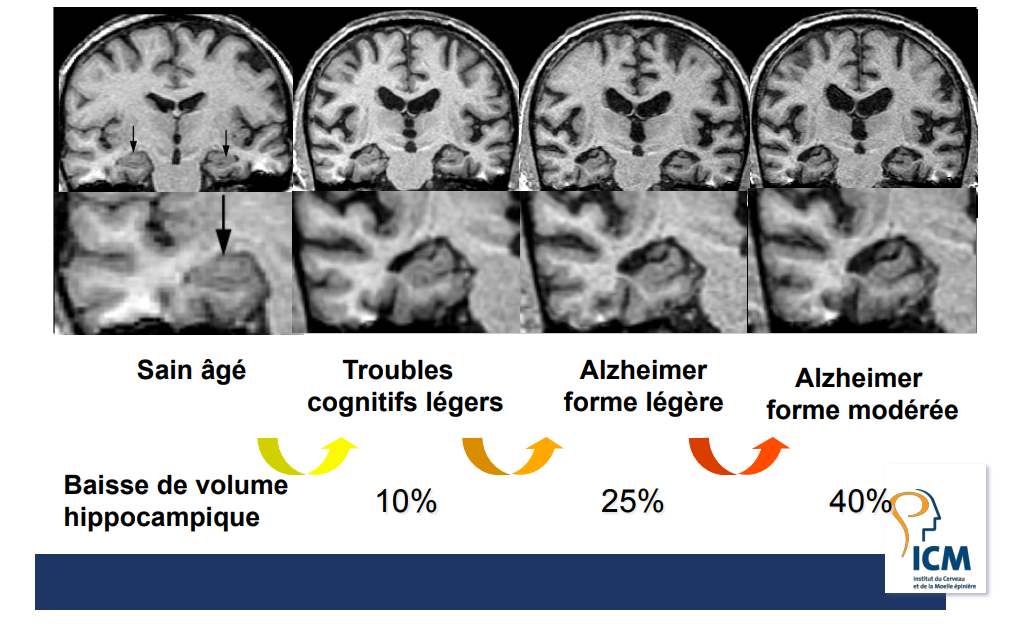 Sain âgé
Troubles
cognitifs légers
Alzheimer
forme légère
Alzheimer
forme modérée
Baisse de volume
hippocampique
10%
25%
40%
ICM
Institut du Cerveau
et de la Moelle épinière